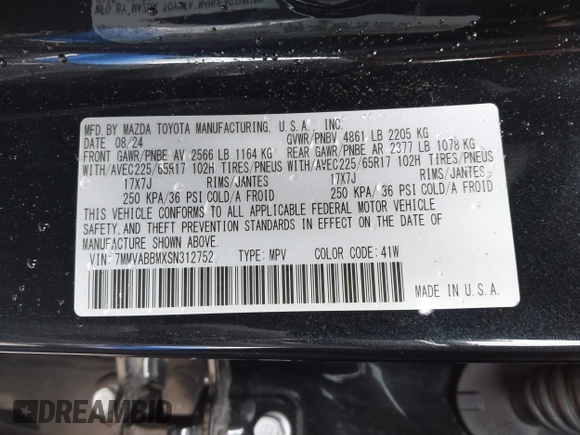 MFD.BY MAZDA TOYOTA MANUFACTURING, U.S.A. INC.
DATE 08/24 GVWR/PNBV 4861 LB 2205 KG
FRONT GAWR/PNBE AV 2566 LB 1164 KG REAR GAWR/PNBE AR 2377 LB 1078 KG
WITH/AVEC225/65R17 102H TIRES/PNEUS WITH/AVEC225/65R17 102H TIRES/PNEUS
17X7J RIMS/JANTES 17X7J RIMS/JANTES
250 KPA/36 PSI COLD/A FROID 250 KPA/36 PSI COLD/A FROID
THIS VEHICLE CONFORMS TO ALL APPLICABLE FEDERAL MOTOR VEHICLE
SAFETY, AND THEFT PREVENTION STANDARDS IN EFFECT ON THE DATE OF
MANUFACTURE SHOWN ABOVE.
VIN:7MMVABBMXSN312752 TYPE:MPV COLOR CODE:41W
MADE IN U.S.A.
DREAMBID